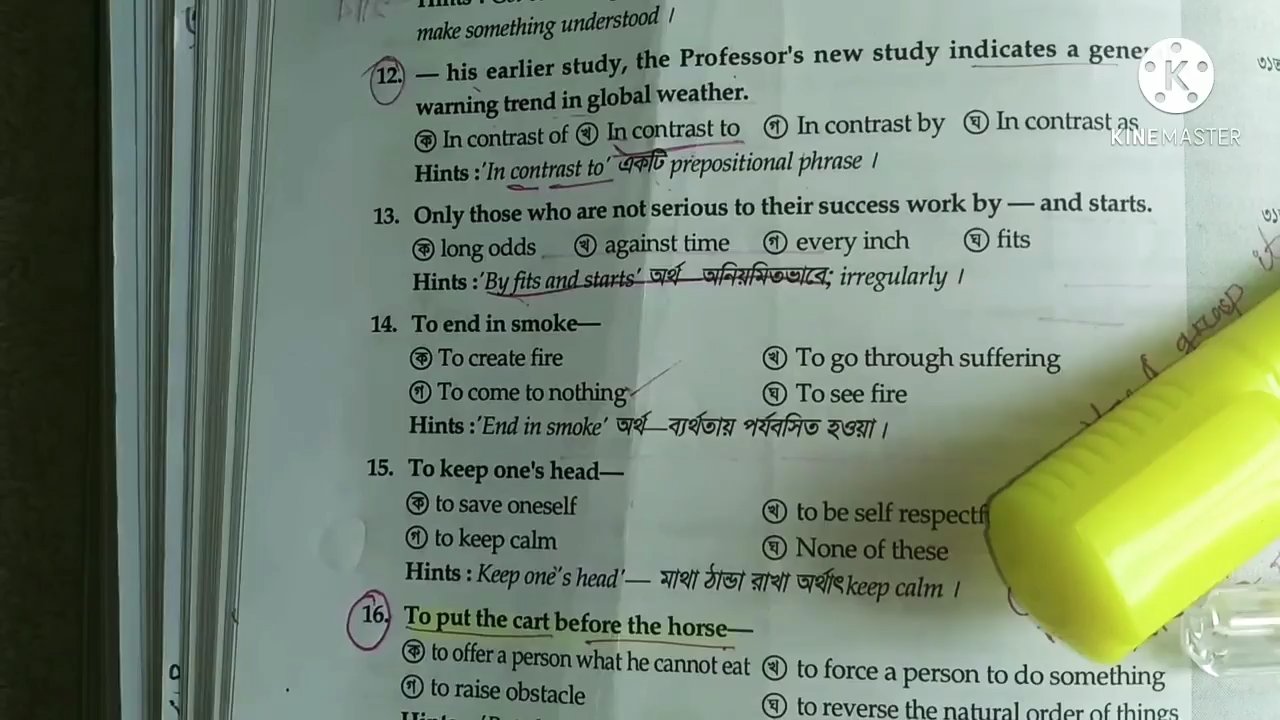 make something understood ।
12. — his earlier study, the Professor's new study indicates a
warning trend in global weather.
ⓚ In contrast of ⓚ In contrast to ⓚ In contrast by ⓚ In contrast as
Hints : 'In contrast to' একটি prepositional phrase ।
13. Only those who are not serious to their success work by — and starts.
ক long odds খ against time গ every inch ঘ fits
Hints : 'By fits and starts' অর্থ—অনিয়মিতভাবে; irregularly ।
14. To end in smoke—
ক To create fire খ To go through suffering
গ To come to nothing ঘ To see fire
Hints : 'End in smoke' অর্থ—ব্যর্থতায় পর্যবসিত হওয়া ।
15. To keep one's head—
ক to save oneself খ to be self
গ to keep calm ঘ None of these
Hints : Keep one's head'— মাথা ঠান্ডা রাখা অর্থাৎ keep calm ।
16. To put the cart before the horse—
ক to offer a person what he cannot eat খ to force a person to do something
গ to raise obstacle ঘ to reverse the natural order of things
K
KINEMASTER
grasp